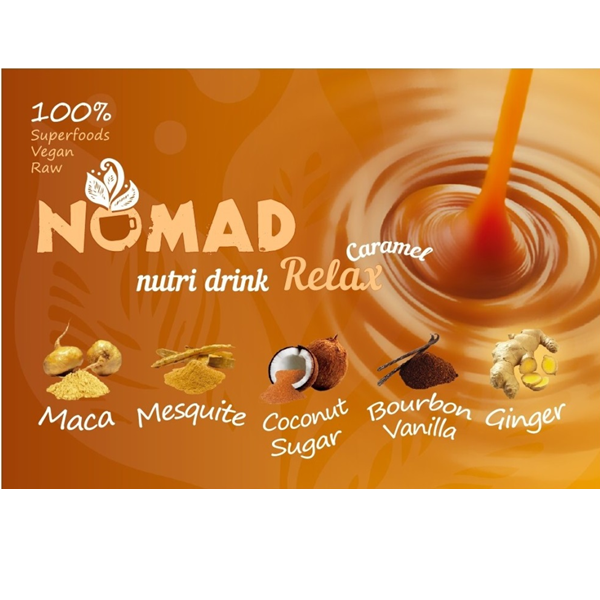 100%
Superfoods
Vegan
Raw
NOMAD
nutri drink Relax
Caramel
Maca
Mesquite
Coconut
Sugar
Bourbon
Vanilla
Ginger